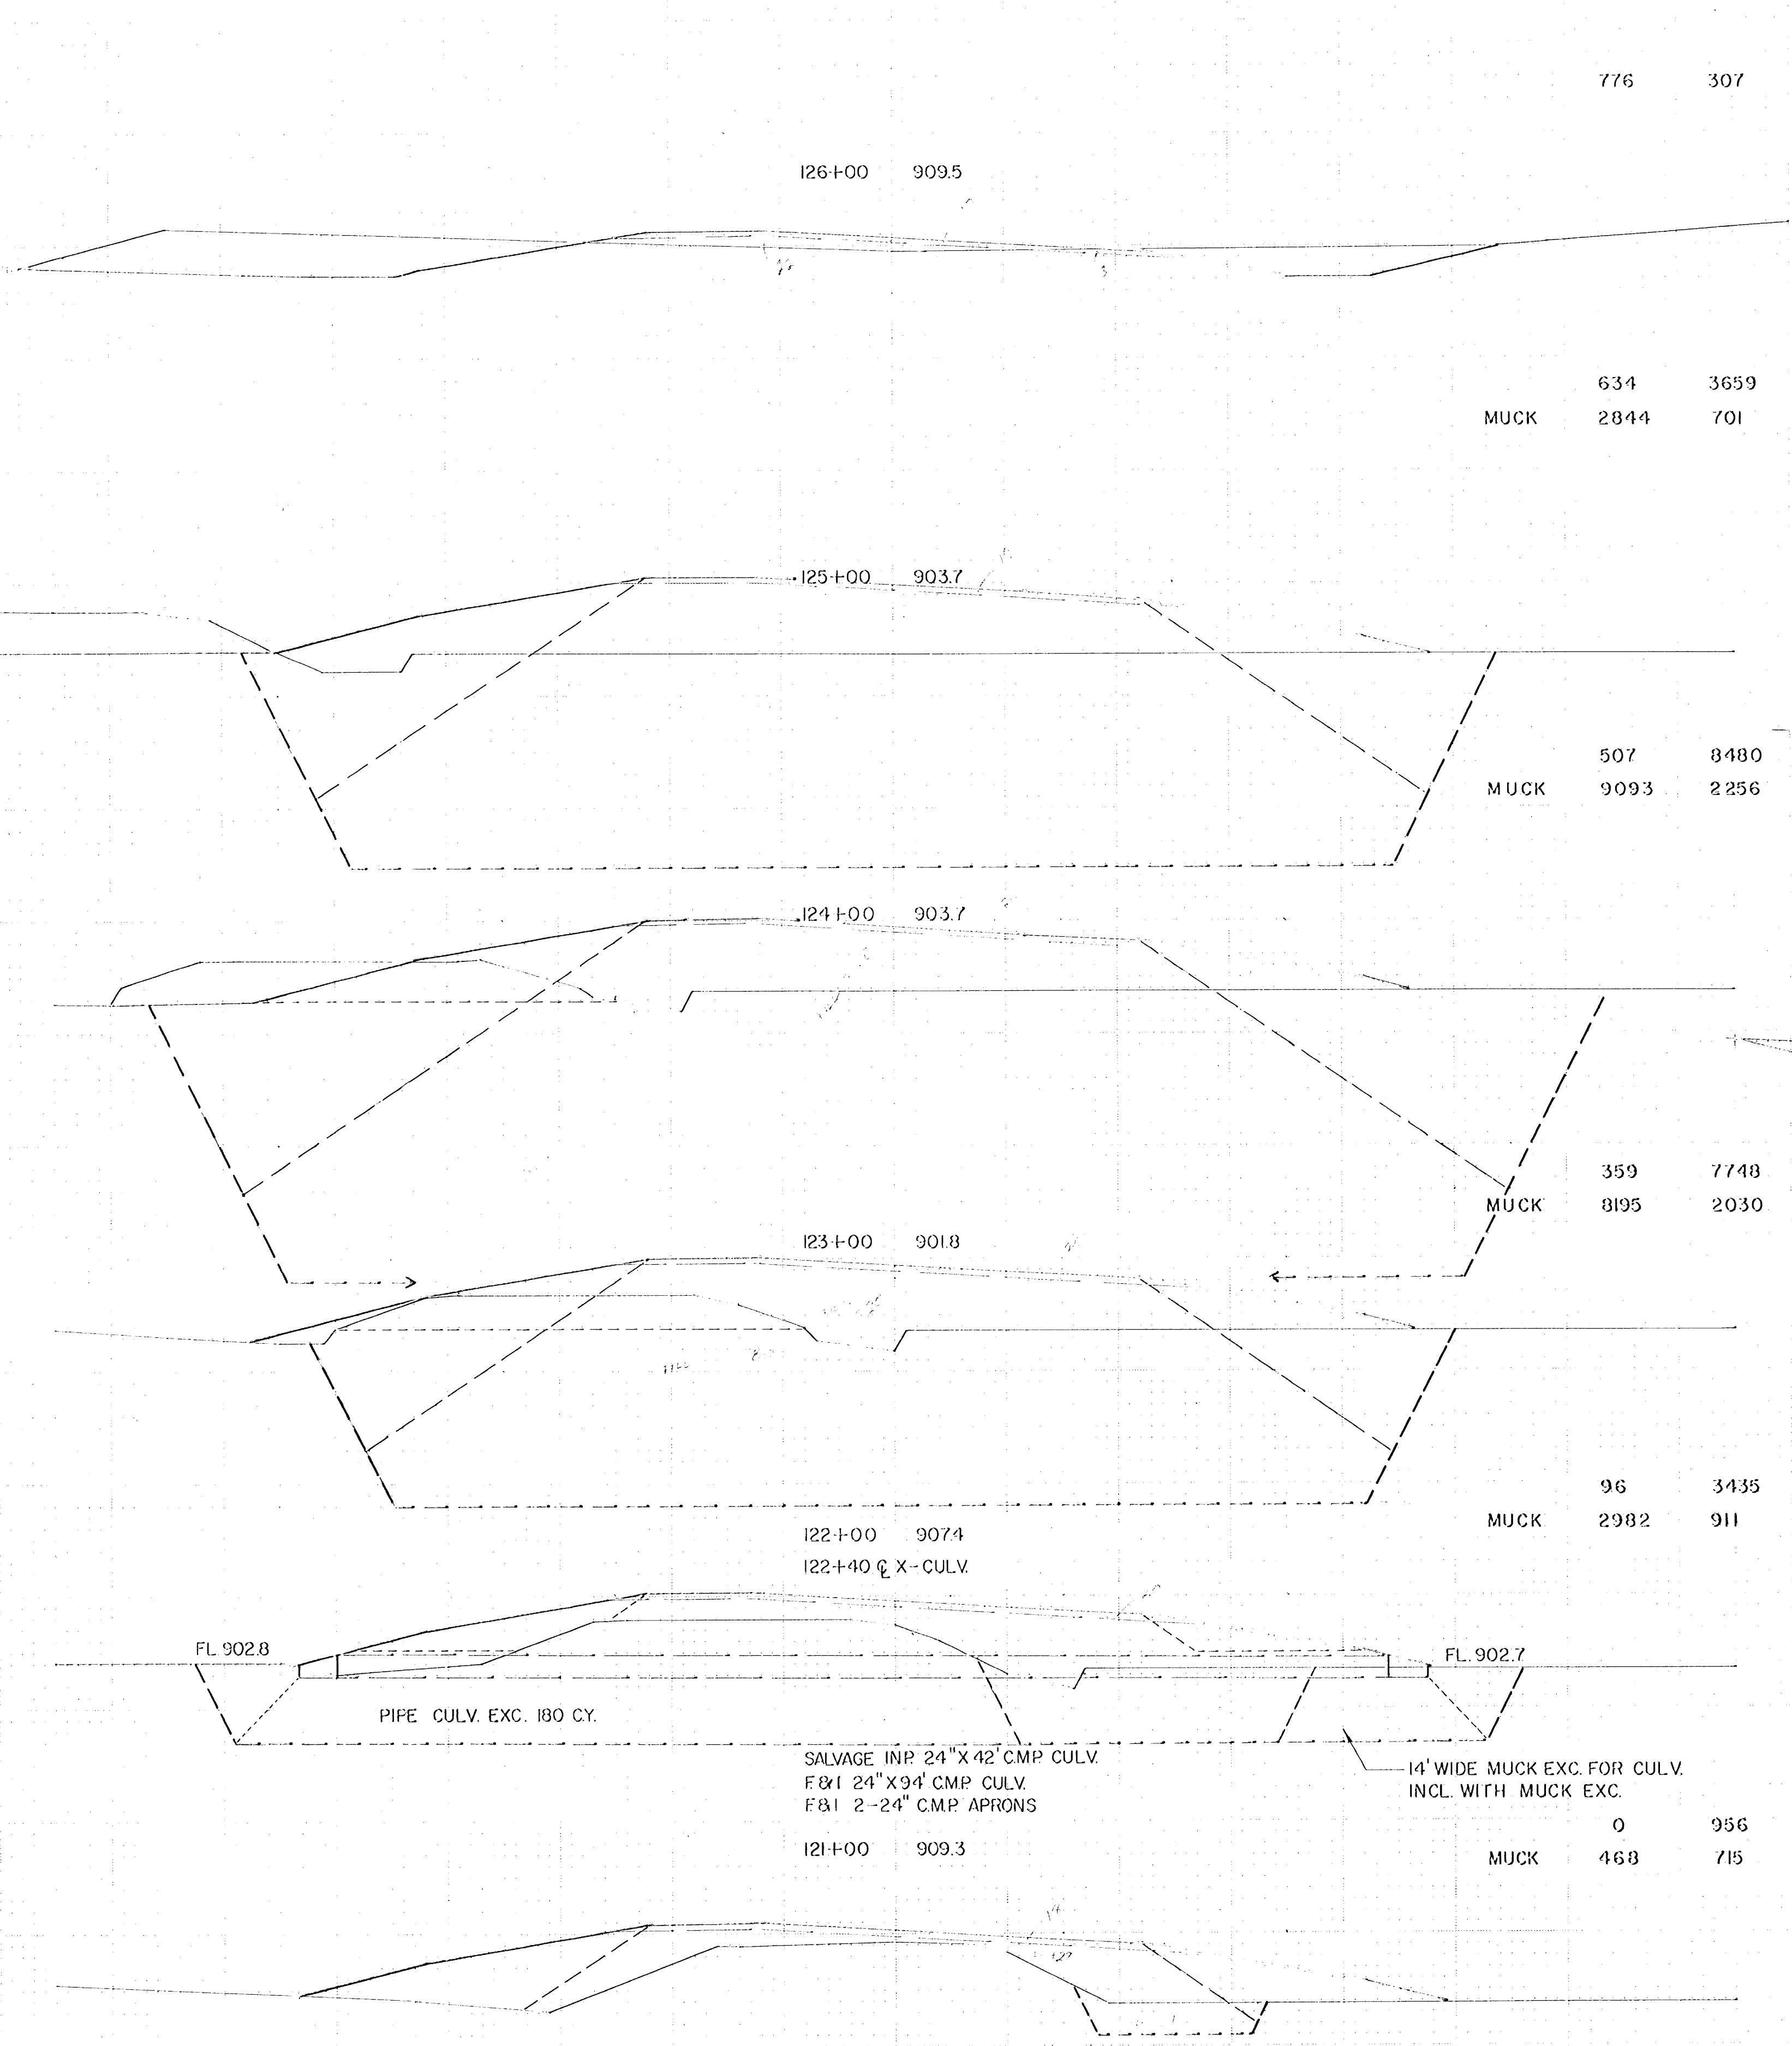 776 307
126+00 909.5
634 3659
MUCK 2844 701
125+00 903.7
507 8480
MUCK 9093 2256
124+00 903.7
359 7748
MUCK 8195 2030
123+00 901.8
96 3435
MUCK 2982 911
122+00 907.4
122+40 ℄ X-CULV.
FL. 902.8
FL. 902.7
PIPE CULV. EXC. 180 C.Y.
SALVAGE INP. 24" X 42' C.M.P. CULV.
F.&I. 24" X 94' C.M.P. CULV.
F.&I. 2-24" C.M.P. APRONS
14' WIDE MUCK EXC. FOR CULV.
INCL. WITH MUCK EXC.
0 956
121+00 909.3
MUCK 468 715